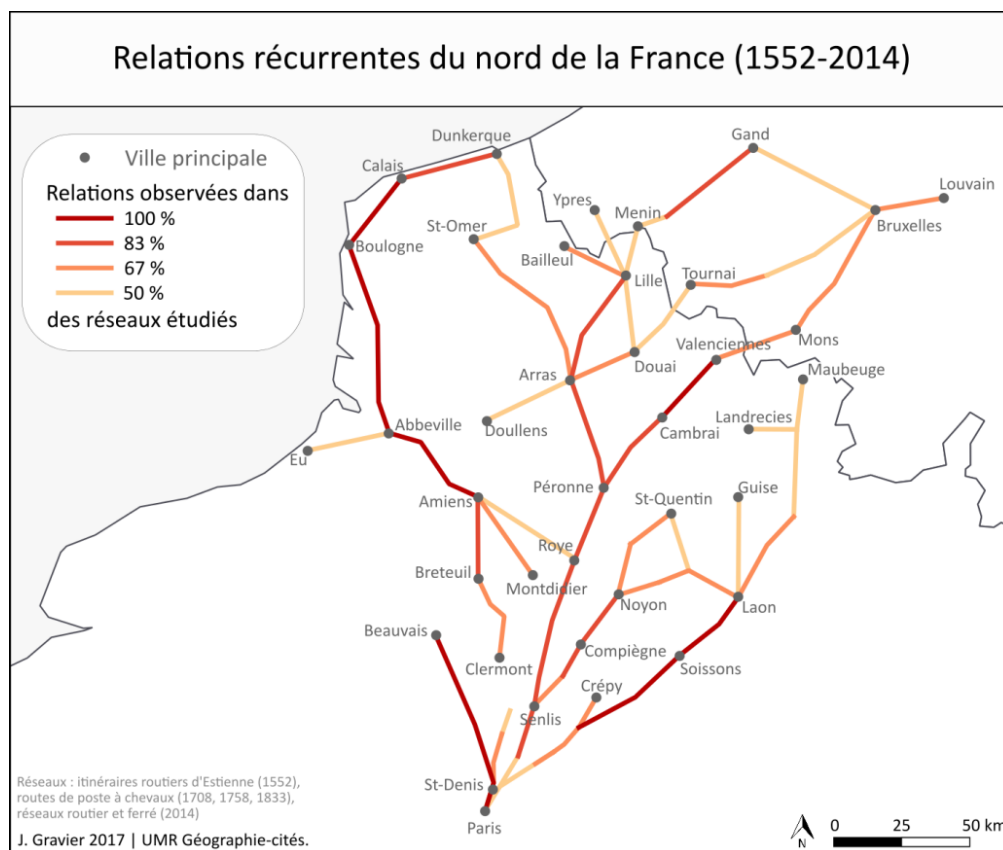 Relations récurrentes du nord de la France (1552-2014)
Ville principale
Relations observées dans
100 %
83 %
67 %
50 %
des réseaux étudiés
Dunkerque
Gand
Calais
Louvain
Ypres
Menin
St-Omer
Bruxelles
Boulogne
Bailleul
Lille
Tournai
Valenciennes
Mons
Douai
Maubeuge
Arras
Landrecies
Abbeville
Doullens
Cambrai
Eu
Péronne
St-Quentin
Guise
Amiens
Roye
Breteuil
Montdidier
Noyon
Laon
Beauvais
Compiègne
Clermont
Soissons
Crépy
Senlis
St-Denis
Paris
Réseaux : itinéraires routiers d'Estienne (1552),
routes de poste à chevaux (1708, 1758, 1833),
réseaux routier et ferré (2014)
J. Gravier 2017 | UMR Géographie-cités.
N
0 25 50 km